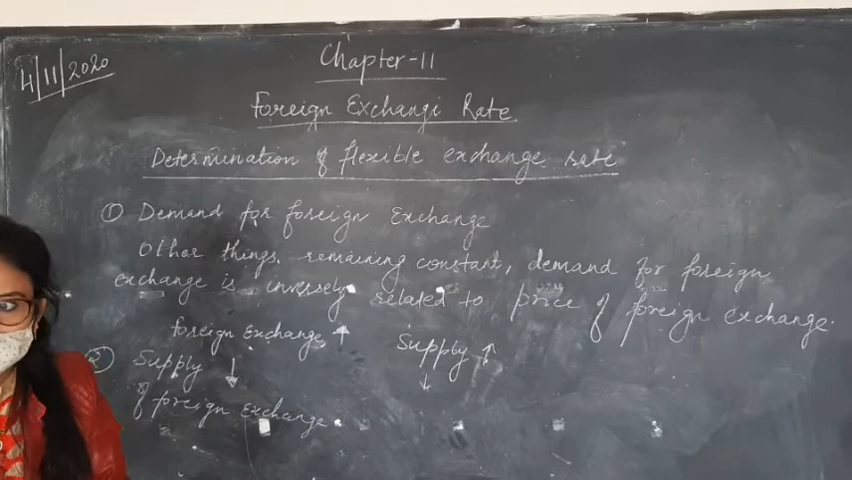 4/11/2020
Chapter-11
Foreign Exchange Rate
Determination of flexible exchange rate
① Demand for foreign Exchange
Other things, remaining constant, demand for foreign
exchange is inversely related to price of foreign exchange.
foreign Exchange ↑
② Supply ↓
Supply ↑
↓
of foreign Exchange